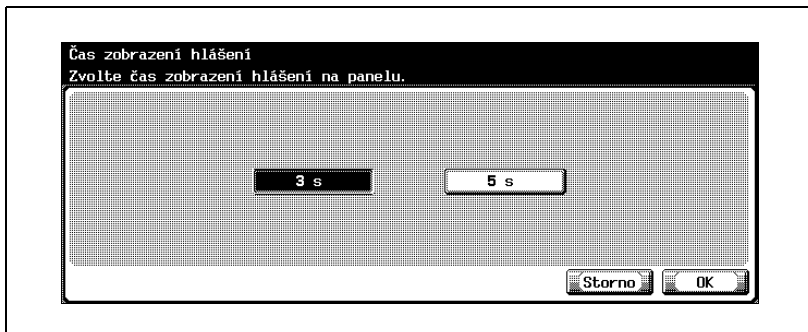 Čas zobrazení hlášení
Zvolte čas zobrazení hlášení na panelu.
3 s
5 s
Storno
OK